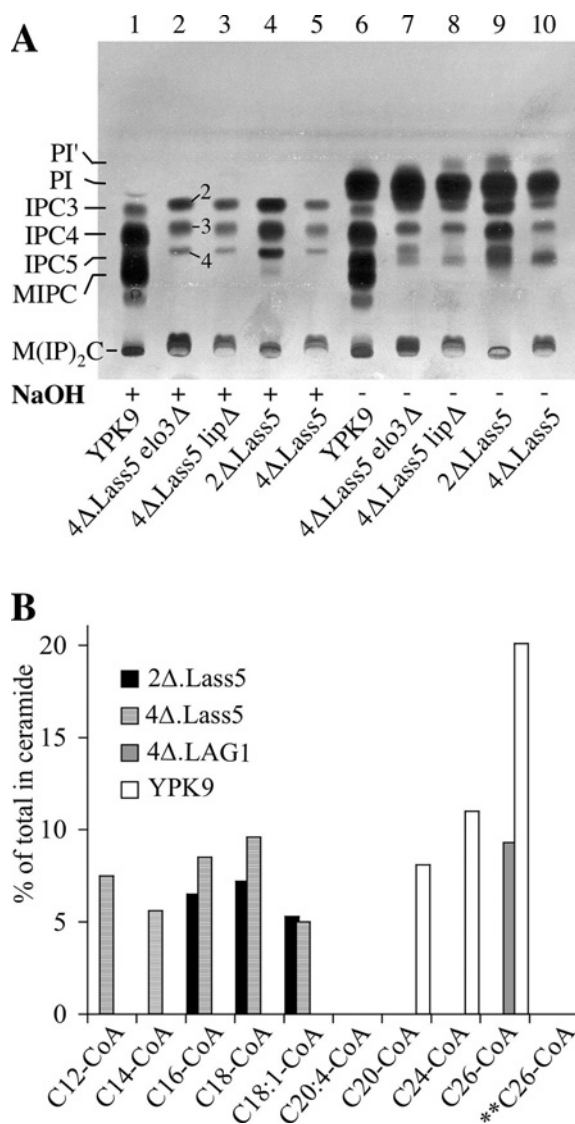 A
1 2 3 4 5 6 7 8 9 10
PI'
PI
IPC3
IPC4
IPC5
MIPC
M(IP)₂C
2
3
4
NaOH + + + + + - - - - -
YPK9
4Δ.Lass5 elo3Δ
4Δ.Lass5 lipΔ
2Δ.Lass5
4Δ.Lass5
YPK9
4Δ.Lass5 elo3Δ
4Δ.Lass5 lipΔ
2Δ.Lass5
4Δ.Lass5
B
% of total in ceramide
20
15
10
5
0
2Δ.Lass5
4Δ.Lass5
4Δ.LAG1
YPK9
C12-CoA
C14-CoA
C16-CoA
C18-CoA
C18:1-CoA
C20:4-CoA
C20-CoA
C24-CoA
C26-CoA
**C26-CoA